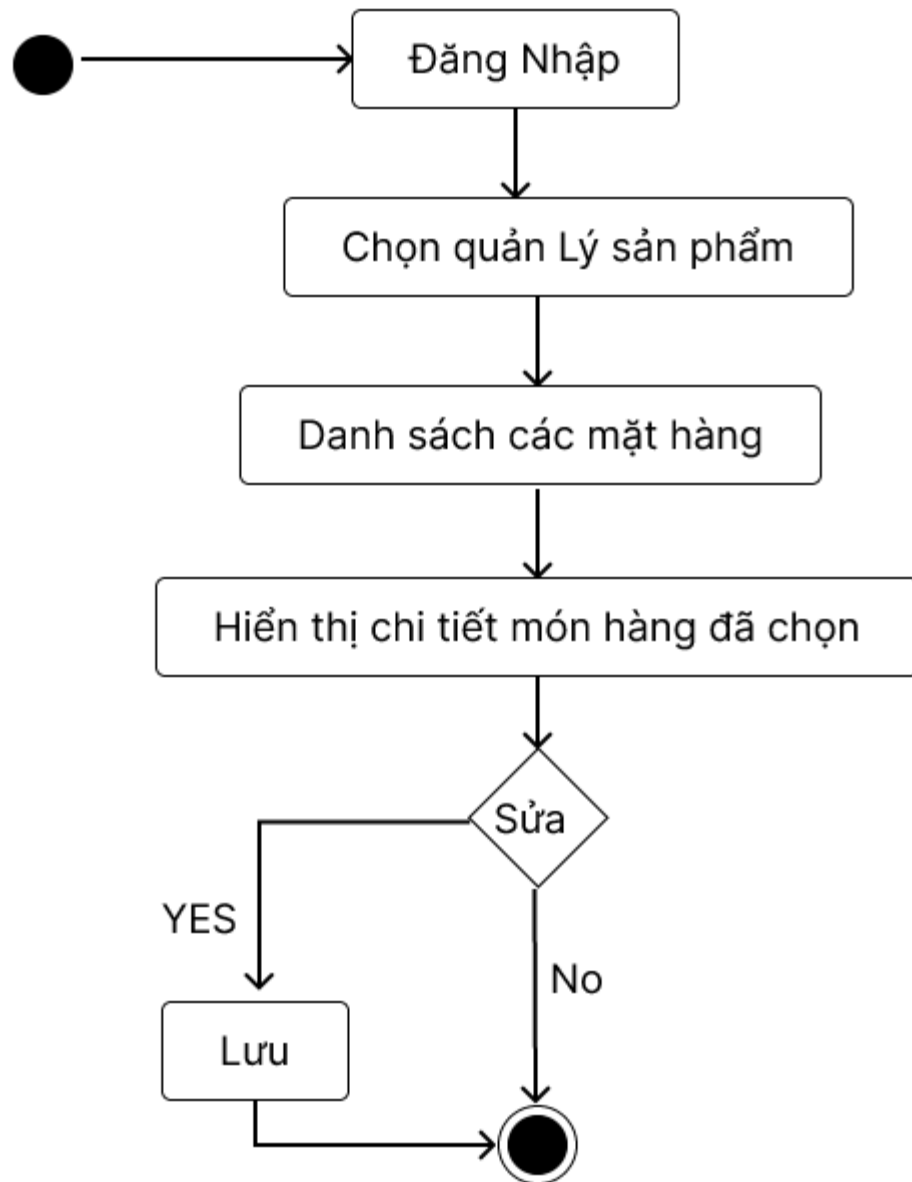 Đăng Nhập
Chọn quản Lý sản phẩm
Danh sách các mặt hàng
Hiển thị chi tiết món hàng đã chọn
Sửa
YES
No
Lưu